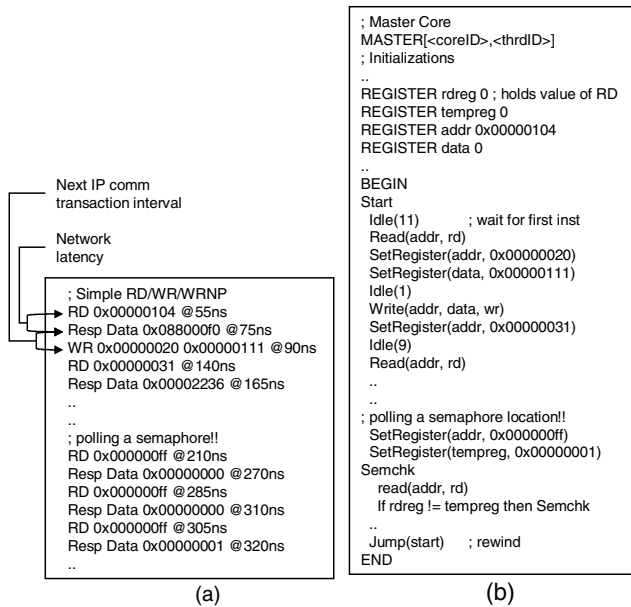 Next IP comm
transaction interval
Network
latency
; Simple RD/WR/WRNP
RD 0x00000104 @55ns
Resp Data 0x088000f0 @75ns
WR 0x00000020 0x00000111 @90ns
RD 0x00000031 @140ns
Resp Data 0x00002236 @165ns
..
..
; polling a semaphore!!
RD 0x000000ff @210ns
Resp Data 0x00000000 @270ns
RD 0x000000ff @285ns
Resp Data 0x00000000 @310ns
RD 0x000000ff @305ns
Resp Data 0x00000001 @320ns
..
(a)
; Master Core
MASTER[<coreID>,<thrdID>]
; Initializations
..
REGISTER rdreg 0 ; holds value of RD
REGISTER tempreg 0
REGISTER addr 0x00000104
REGISTER data 0
..
BEGIN
Start
Idle(11) ; wait for first inst
Read(addr, rd)
SetRegister(addr, 0x00000020)
SetRegister(data, 0x00000111)
Idle(1)
Write(addr, data, wr)
SetRegister(addr, 0x00000031)
Idle(9)
Read(addr, rd)
..
..
; polling a semaphore location!!
SetRegister(addr, 0x000000ff)
SetRegister(tempreg, 0x00000001)
Semchk
read(addr, rd)
If rdreg != tempreg then Semchk
..
Jump(start) ; rewind
END
(b)